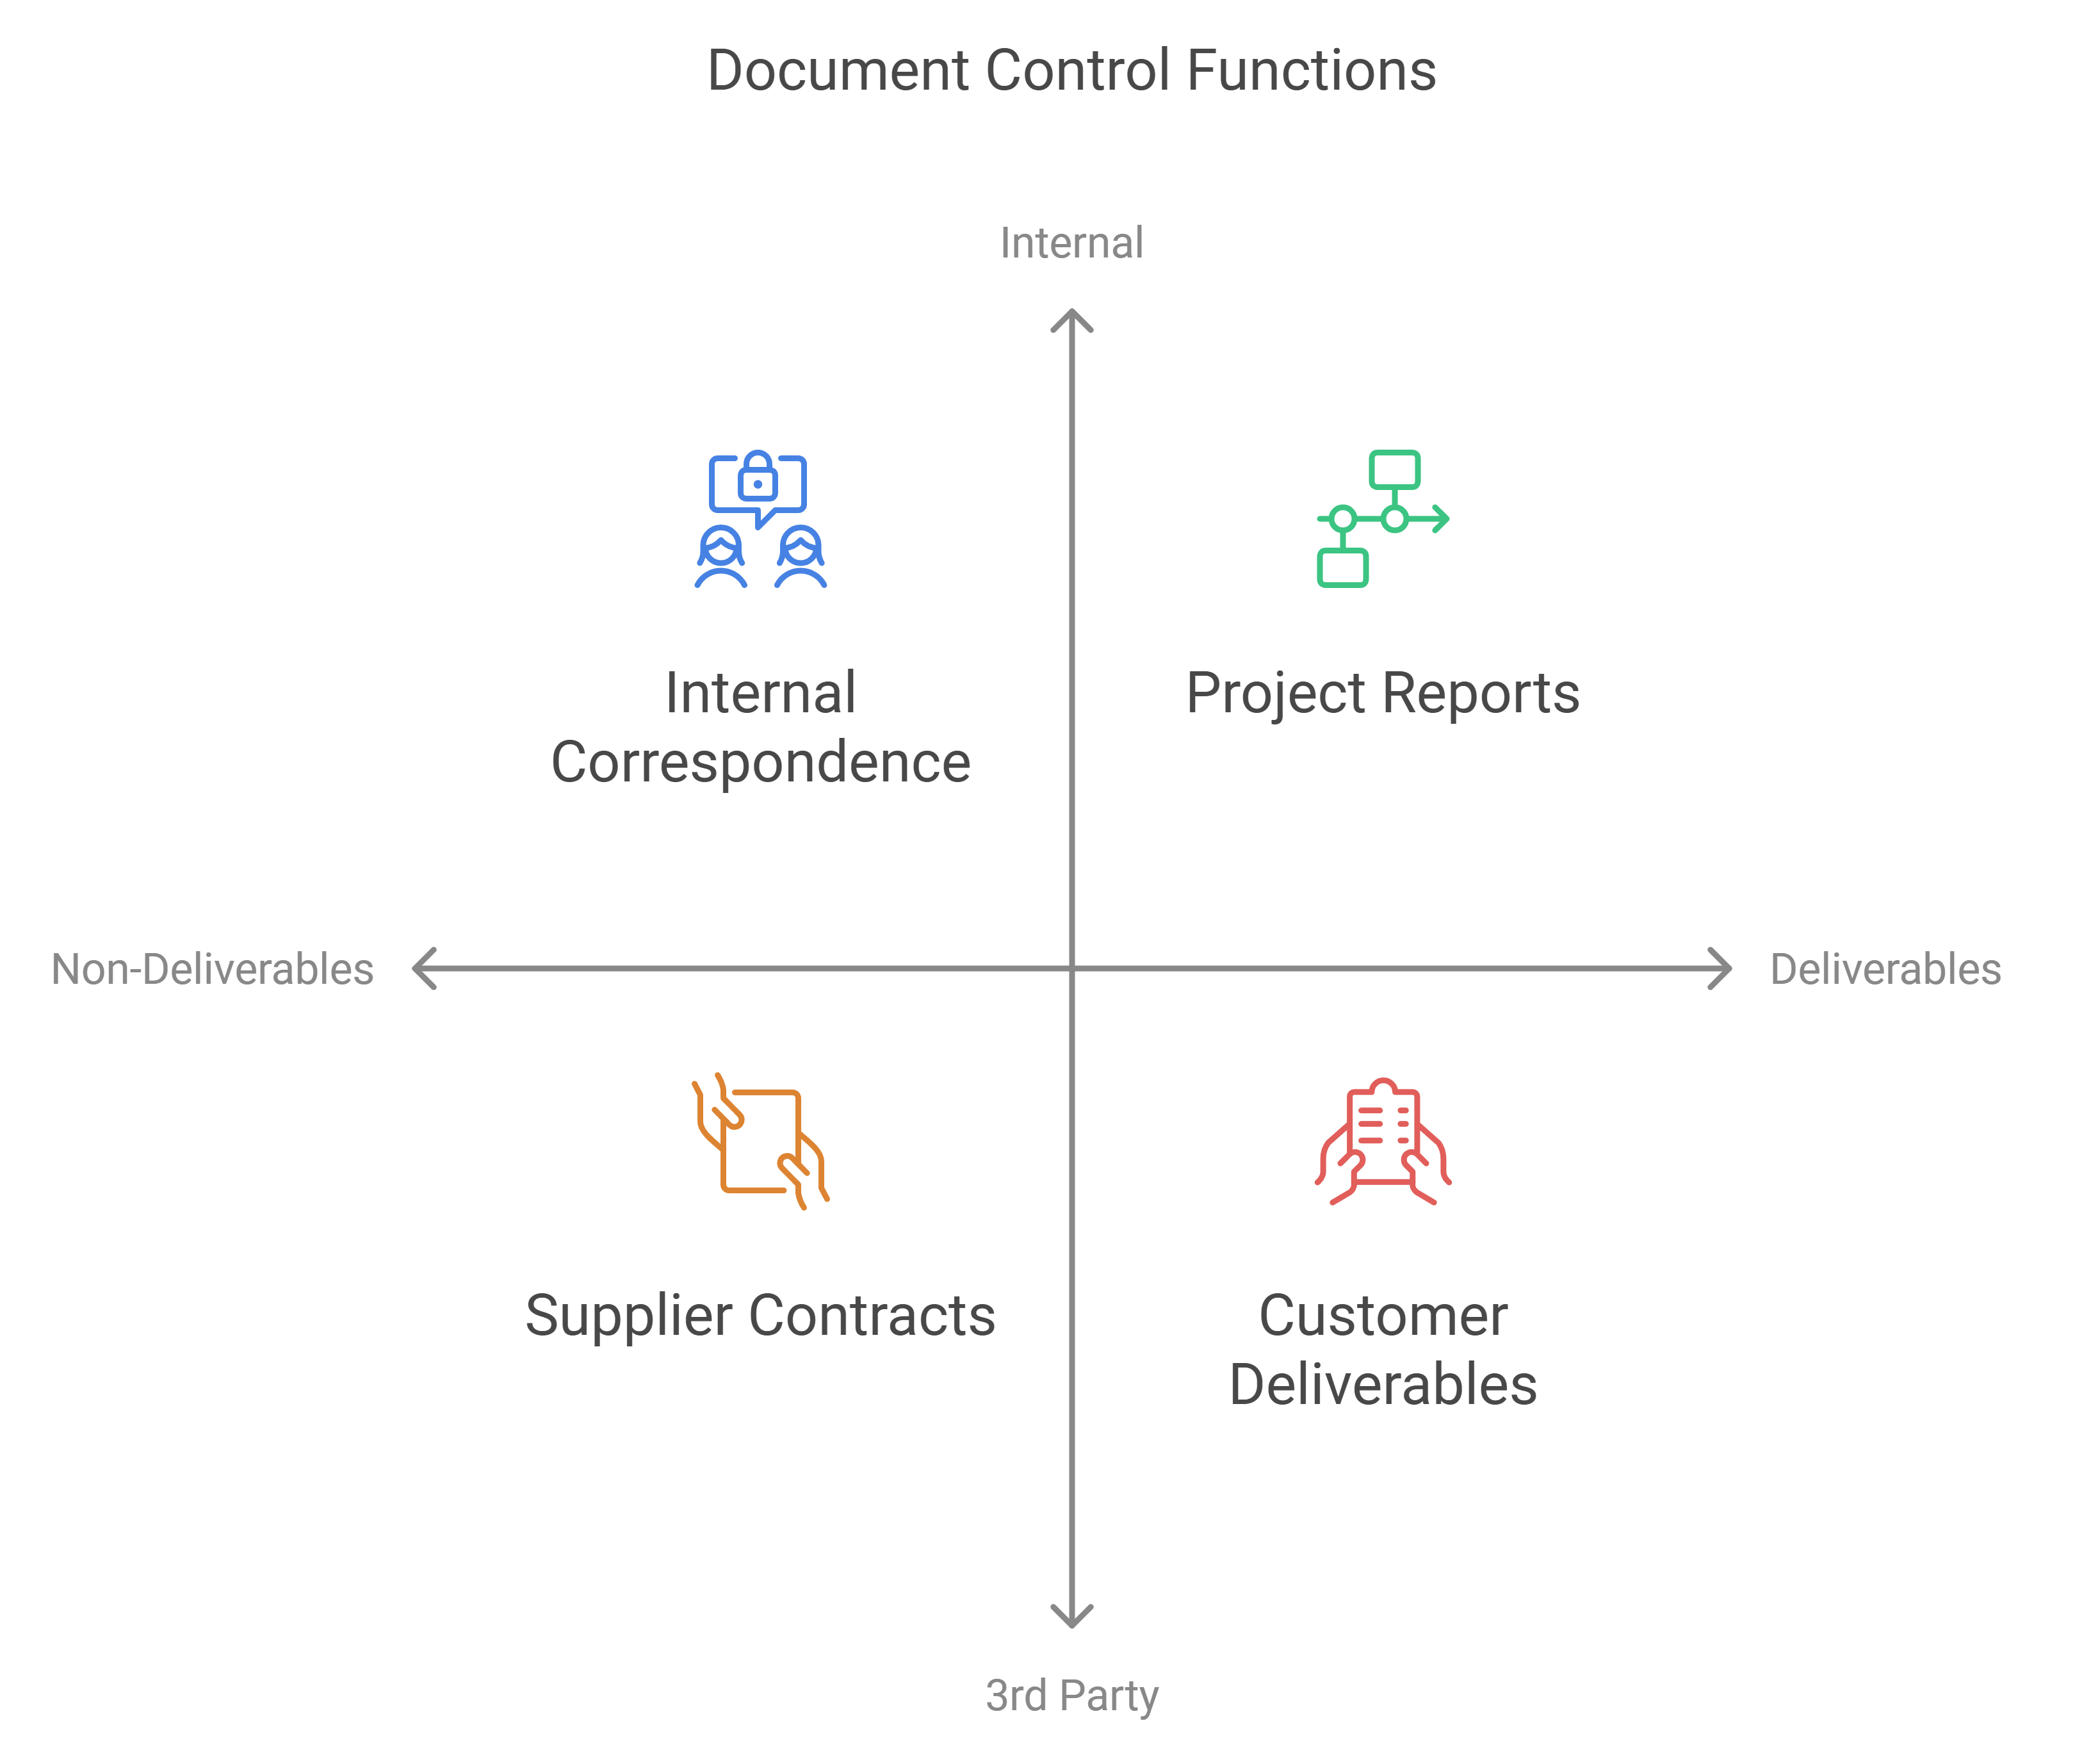 Document Control Functions
Internal
Internal
Correspondence
Project Reports
Non-Deliverables
Deliverables
Supplier Contracts
Customer
Deliverables
3rd Party